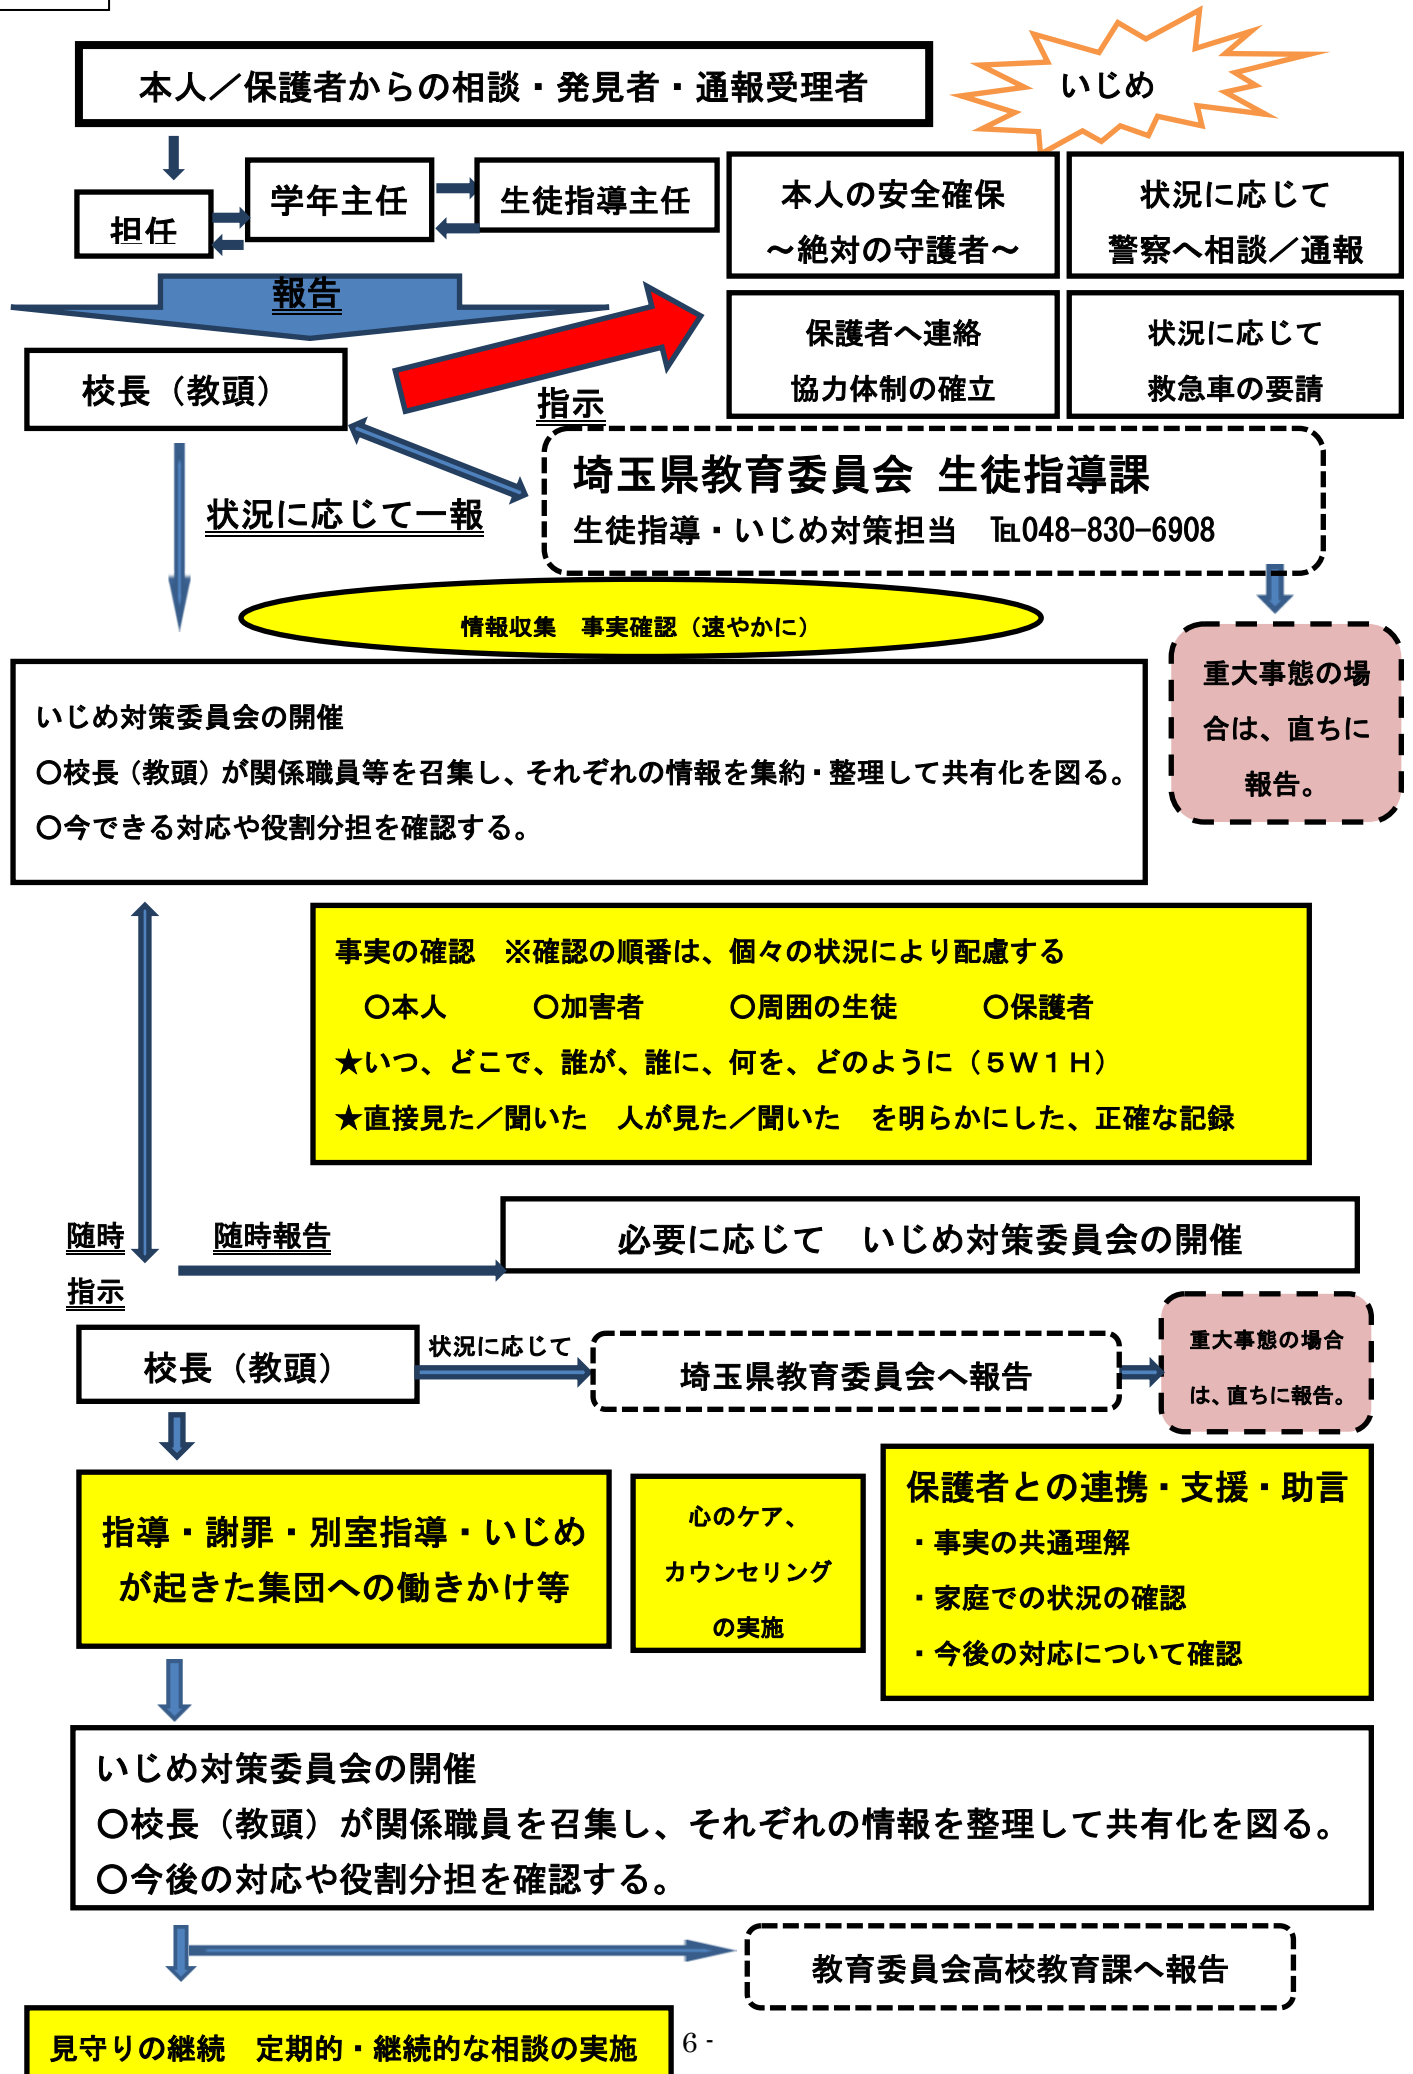 本人／保護者からの相談・発見者・通報受理者
いじめ
担任
学年主任
生徒指導主任
本人の安全確保
～絶対の守護者～
状況に応じて
警察へ相談／通報
報告
保護者へ連絡
協力体制の確立
状況に応じて
救急車の要請
校長（教頭）
指示
埼玉県教育委員会 生徒指導課
生徒指導・いじめ対策担当　℡048-830-6908
状況に応じて一報
情報収集　事実確認（速やかに）
重大事態の場
合は、直ちに
報告。
いじめ対策委員会の開催
○校長（教頭）が関係職員等を召集し、それぞれの情報を集約・整理して共有化を図る。
○今できる対応や役割分担を確認する。
事実の確認　※確認の順番は、個々の状況により配慮する
○本人　　　○加害者　　　○周囲の生徒　　　○保護者
★いつ、どこで、誰が、誰に、何を、どのように（５Ｗ１Ｈ）
★直接見た／聞いた　人が見た／聞いた　を明らかにした、正確な記録
随時
指示
随時報告
必要に応じて　いじめ対策委員会の開催
校長（教頭）
状況に応じて
埼玉県教育委員会へ報告
重大事態の場合
は、直ちに報告。
指導・謝罪・別室指導・いじめ
が起きた集団への働きかけ等
心のケア、
カウンセリング
の実施
保護者との連携・支援・助言
・事実の共通理解
・家庭での状況の確認
・今後の対応について確認
いじめ対策委員会の開催
○校長（教頭）が関係職員を召集し、それぞれの情報を整理して共有化を図る。
○今後の対応や役割分担を確認する。
教育委員会高校教育課へ報告
見守りの継続　定期的・継続的な相談の実施
6 -